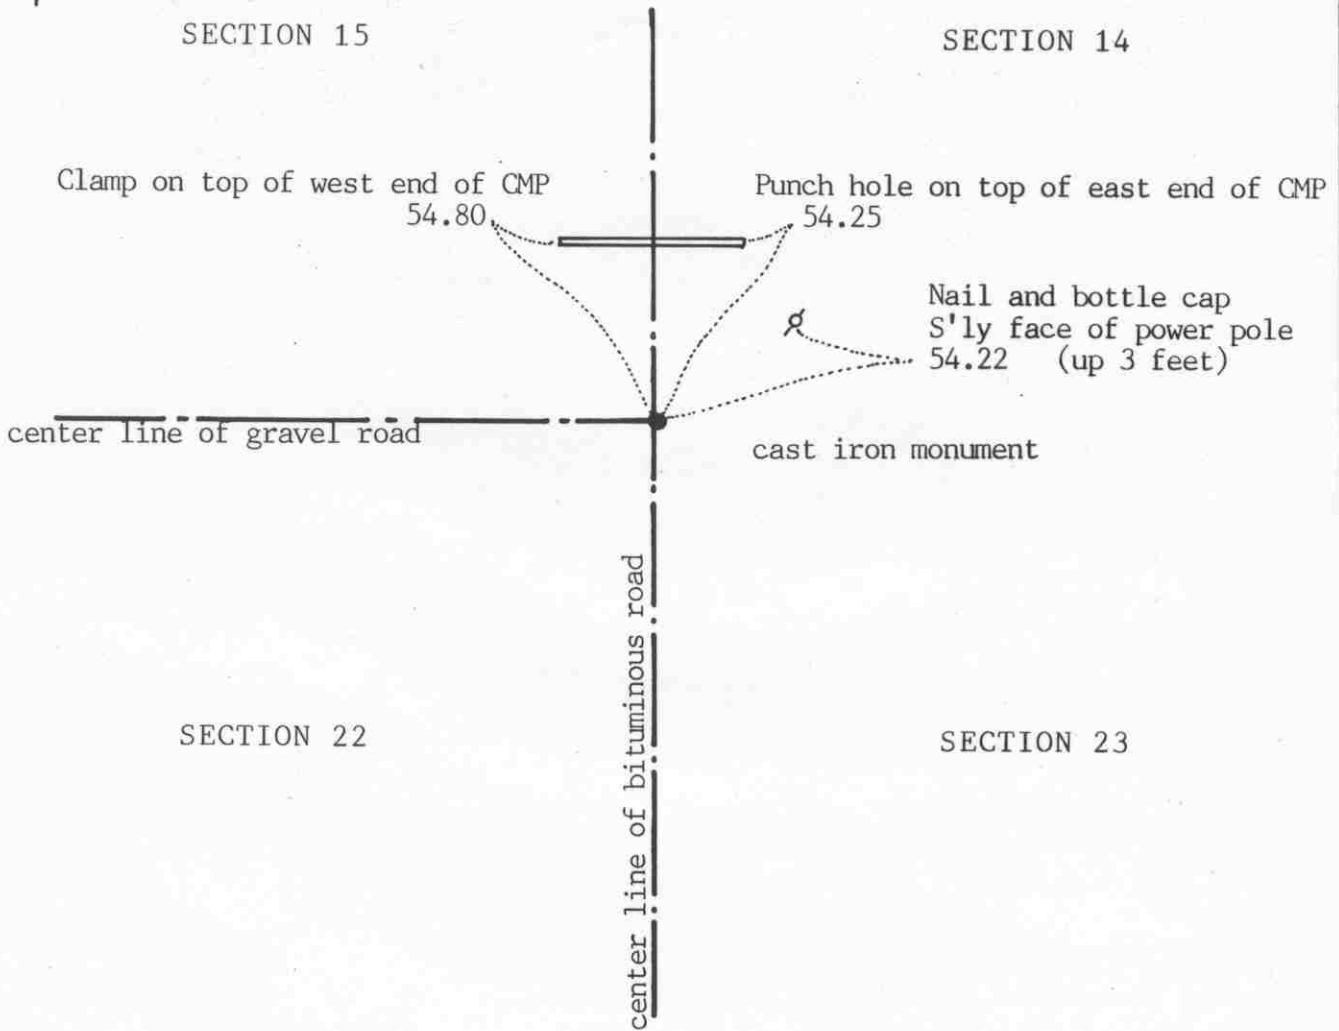 SECTION 15
SECTION 14
Clamp on top of west end of CMP
54.80
Punch hole on top of east end of CMP
54.25
Nail and bottle cap
S'ly face of power pole
54.22 (up 3 feet)
center line of gravel road
cast iron monument
center line of bituminous road
SECTION 22
SECTION 23